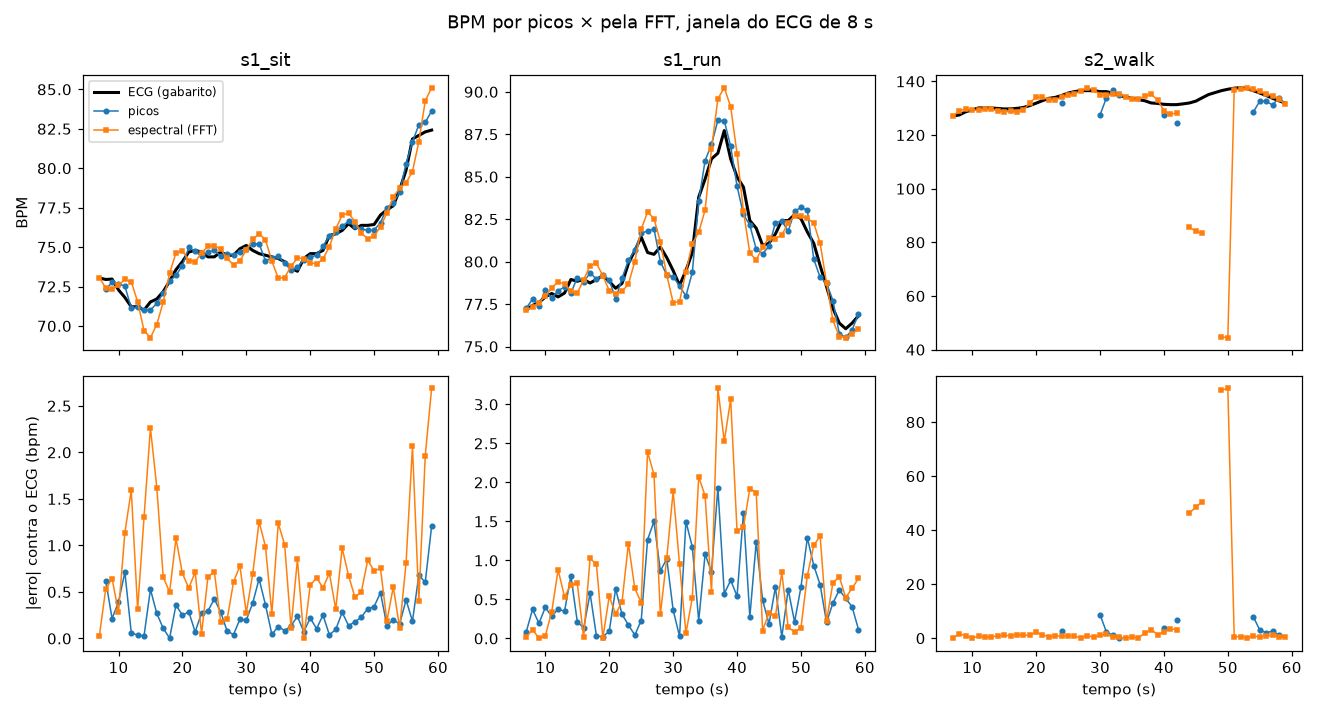 BPM por picos × pela FFT, janela do ECG de 8 s
s1_sit
s1_run
s2_walk
ECG (gabarito)
picos
espectral (FFT)
BPM
85.0
82.5
80.0
77.5
75.0
72.5
70.0
90.0
87.5
85.0
82.5
80.0
77.5
75.0
140
120
100
80
60
40
|erro| contra o ECG (bpm)
2.5
2.0
1.5
1.0
0.5
0.0
3.0
2.5
2.0
1.5
1.0
0.5
0.0
80
60
40
20
0
10 20 30 40 50 60
10 20 30 40 50 60
10 20 30 40 50 60
tempo (s)
tempo (s)
tempo (s)